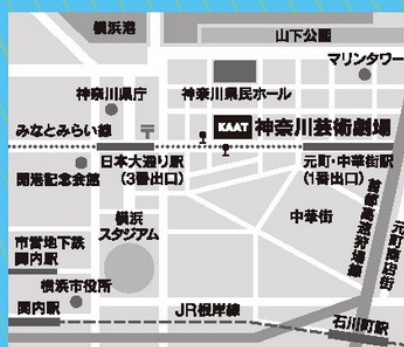 横浜港
山下公園
マリンタワー
神奈川県庁
神奈川県民ホール
みなとみらい線
KAAT 神奈川芸術劇場
日本大通り駅
(3番出口)
元町・中華街駅
(1番出口)
開港記念会館
横浜
スタジアム
中華街
首都高速狩場線
元町商店街
市営地下鉄
関内駅
横浜市役所
関内駅
JR根岸線
石川町駅